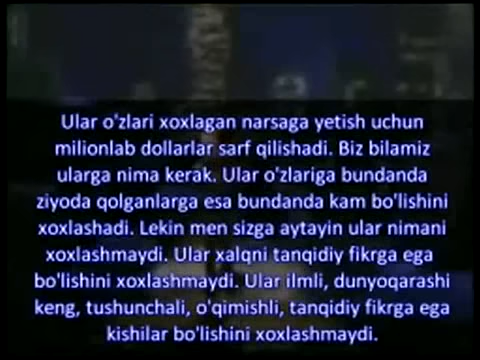 Ular o'zlari xoxlagan narsaga yetish uchun
milionlab dollarlar sarf qilishadi. Biz bilamiz
ularga nima kerak. Ular o'zlariga bundanda
ziyoda qolganlarga esa bundanda kam bo'lishini
xoxlashadi. Lekin men sizga aytayin ular nimani
xoxlashmaydi. Ular xalqni tanqidiy fikrga ega
bo'lishini xoxlashmaydi. Ular ilmli, dunyoqarashi
keng, tushunchali, o'qimishli, tanqidiy fikrga ega
kishilar bo'lishini xoxlashmaydi.